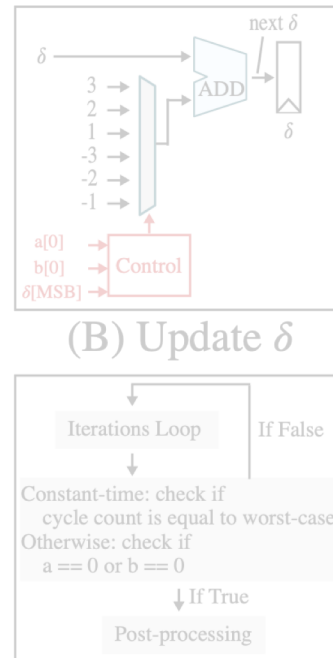 next δ
δ
3
ADD
2
1
δ
-3
-2
-1
a[0]
b[0]
Control
δ[MSB]
(B) Update δ
Iterations Loop
If False
Constant-time: check if
cycle count is equal to worst-case
Otherwise: check if
a == 0 or b == 0
If True
Post-processing